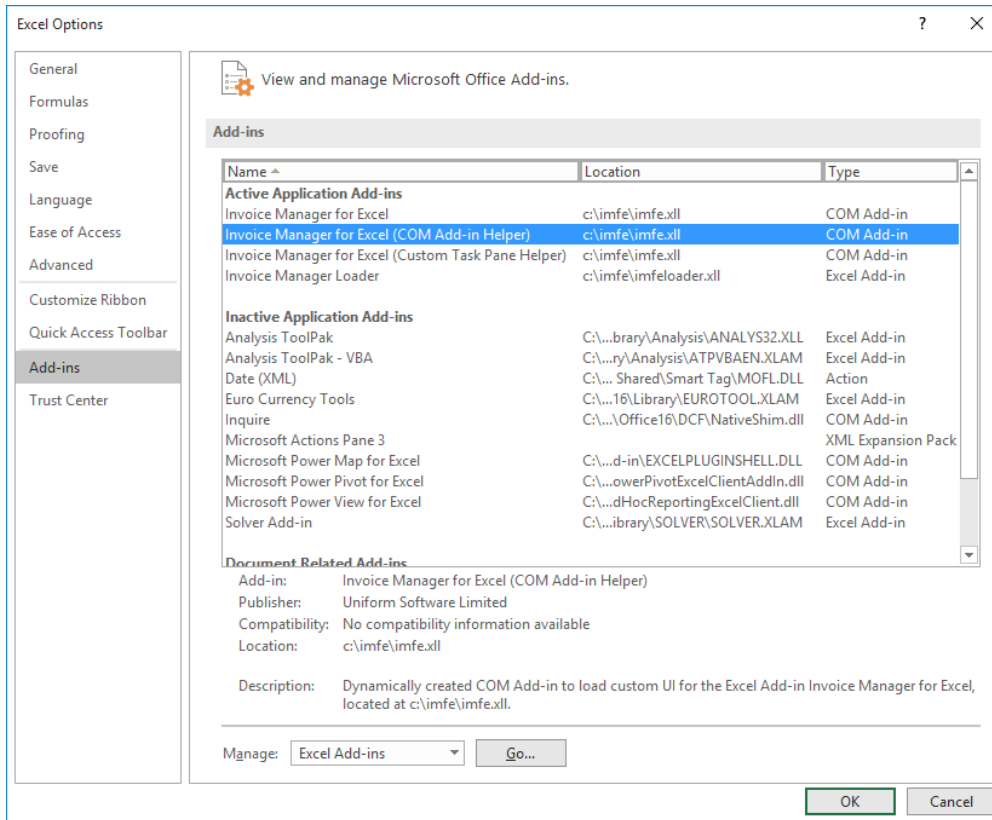 Excel Options ? ×
General
Formulas
Proofing
Save
Language
Ease of Access
Advanced
Customize Ribbon
Quick Access Toolbar
Add-ins
Trust Center
View and manage Microsoft Office Add-ins.
Add-ins
Name Location Type
Active Application Add-ins
Invoice Manager for Excel c:\imfe\imfe.xll COM Add-in
Invoice Manager for Excel (COM Add-in Helper) c:\imfe\imfe.xll COM Add-in
Invoice Manager for Excel (Custom Task Pane Helper) c:\imfe\imfe.xll COM Add-in
Invoice Manager Loader c:\imfe\imfeloader.xll Excel Add-in
Inactive Application Add-ins
Analysis ToolPak C:\...brary\Analysis\ANALYS32.XLL Excel Add-in
Analysis ToolPak - VBA C:\...ry\Analysis\ATPVBAEN.XLAM Excel Add-in
Date (XML) C:\... Shared\Smart Tag\MOFL.DLL Action
Euro Currency Tools C:\...16\Library\EUROTOOL.XLAM Excel Add-in
Inquire C:\...\Office16\DCF\NativeShim.dll COM Add-in
Microsoft Actions Pane 3 XML Expansion Pack
Microsoft Power Map for Excel C:\...d-in\EXCELPLUGINSHELL.DLL COM Add-in
Microsoft Power Pivot for Excel C:\...owerPivotExcelClientAddIn.dll COM Add-in
Microsoft Power View for Excel C:\...dHocReportingExcelClient.dll COM Add-in
Solver Add-in C:\...ibrary\SOLVER\SOLVER.XLAM Excel Add-in
Document Related Add-ins
Add-in: Invoice Manager for Excel (COM Add-in Helper)
Publisher: Uniform Software Limited
Compatibility: No compatibility information available
Location: c:\imfe\imfe.xll
Description: Dynamically created COM Add-in to load custom UI for the Excel Add-in Invoice Manager for Excel,
located at c:\imfe\imfe.xll.
Manage: Excel Add-ins Go...
OK Cancel